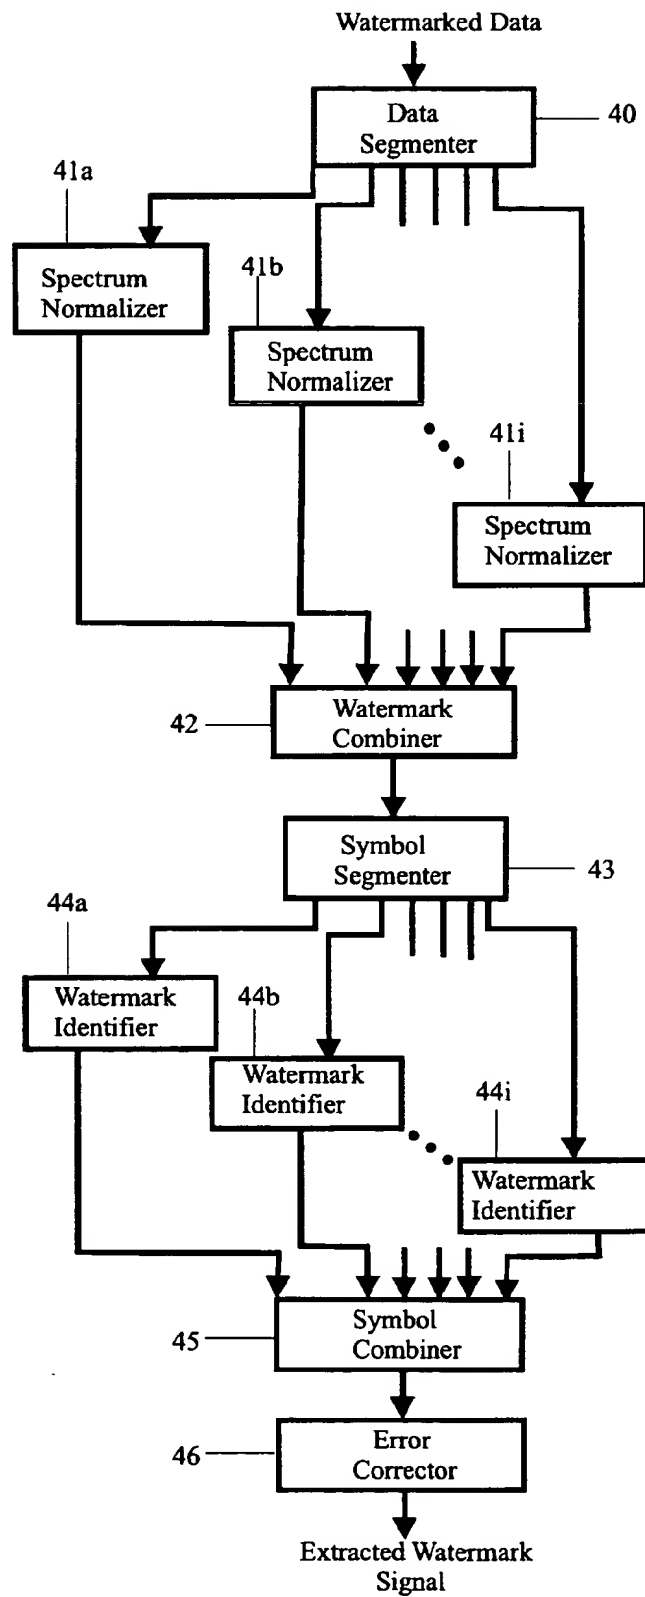 Watermarked Data
Data
Segmenter
40
41a
Spectrum
Normalizer
41b
Spectrum
Normalizer
41i
Spectrum
Normalizer
42
Watermark
Combiner
Symbol
Segmenter
43
44a
Watermark
Identifier
44b
Watermark
Identifier
44i
Watermark
Identifier
45
Symbol
Combiner
46
Error
Corrector
Extracted Watermark
Signal